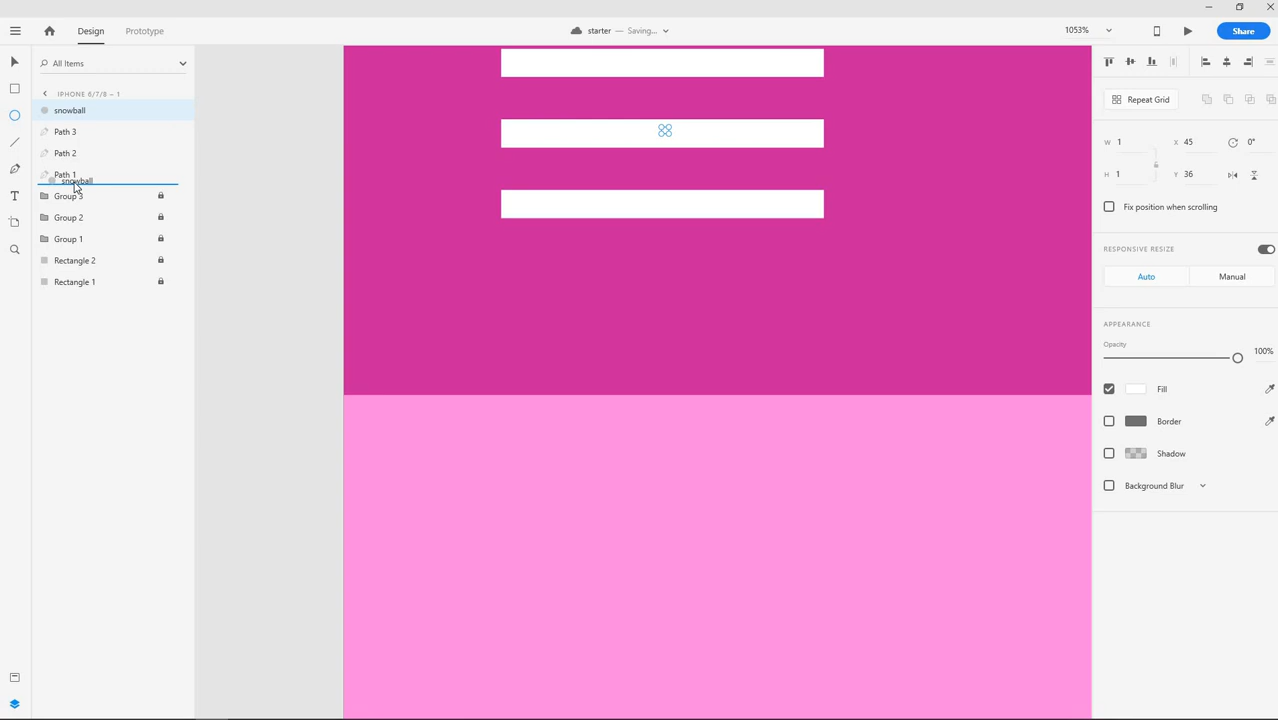 Design Prototype starter — Saving... 1053% Share
All Items
IPHONE 6/7/8 – 1
snowball
Path 3
Path 2
Path 1
snowball
Group 3
Group 2
Group 1
Rectangle 2
Rectangle 1
Repeat Grid
W 1 X 45 0°
H 1 Y 36
Fix position when scrolling
RESPONSIVE RESIZE
Auto Manual
APPEARANCE
Opacity
100%
Fill
Border
Shadow
Background Blur